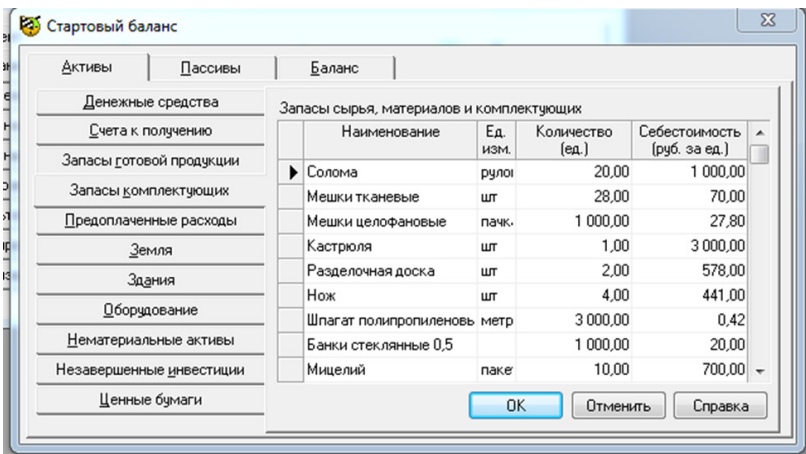 Стартовый баланс
Активы Пассивы Баланс
Денежные средства
Счета к получению
Запасы готовой продукции
Запасы комплектующих
Предоплаченные расходы
Земля
Здания
Оборудование
Нематериальные активы
Незавершенные инвестиции
Ценные бумаги
Запасы сырья, материалов и комплектующих
Наименование Ед. изм. Количество (ед.) Себестоимость (руб. за ед.)
Солома руло 20,00 1 000,00
Мешки тканевые шт 28,00 70,00
Мешки целофановые пачк 1 000,00 27,80
Кастрюля шт 1,00 3 000,00
Разделочная доска шт 2,00 578,00
Нож шт 4,00 441,00
Шпагат полипропиленовь метр 3 000,00 0,42
Банки стеклянные 0,5 1 000,00 20,00
Мицелий паке 10,00 700,00
OK Отменить Справка